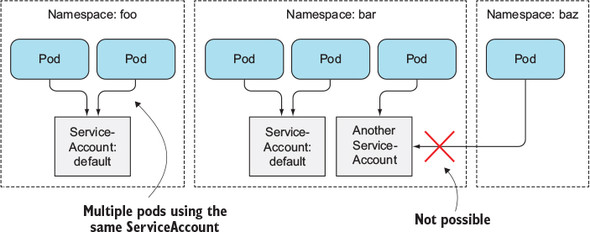 Namespace: foo
Pod
Pod
Service-
Account:
default
Multiple pods using the
same ServiceAccount
Namespace: bar
Pod
Pod
Pod
Service-
Account:
default
Another
Service-
Account
Not possible
Namespace: baz
Pod